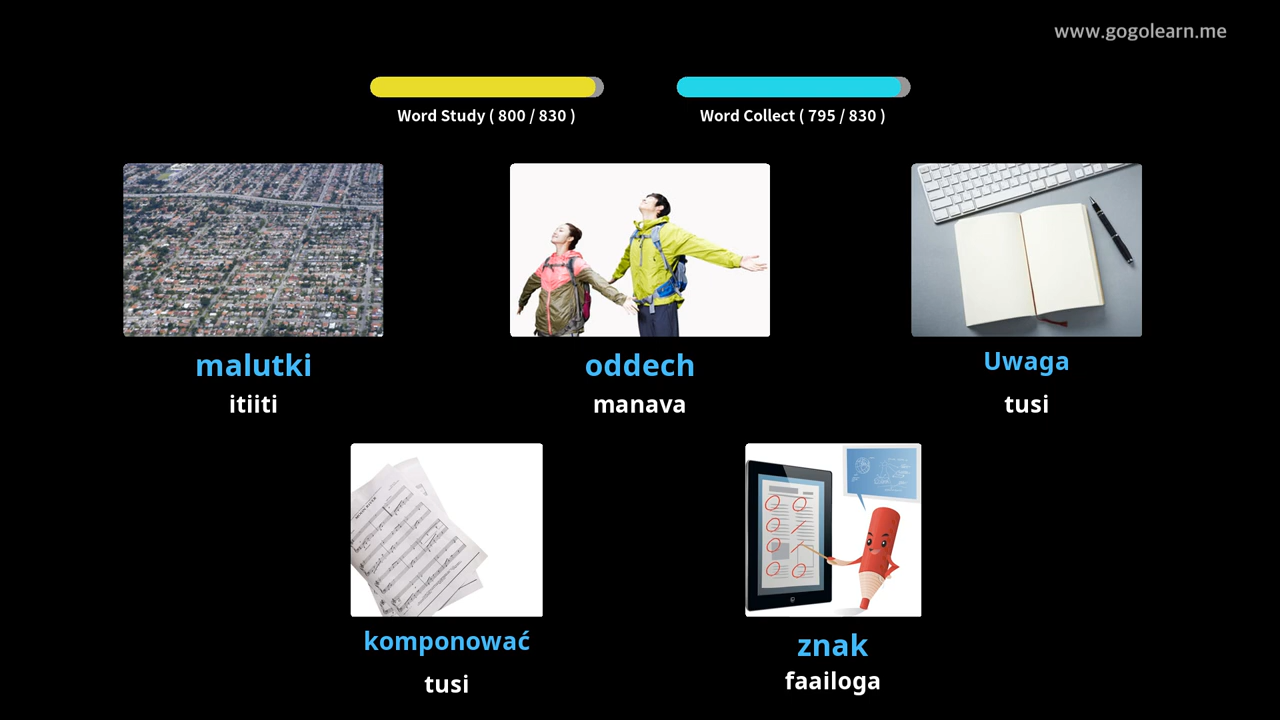 www.gogolearn.me
Word Study ( 800 / 830 )
Word Collect ( 795 / 830 )
malutki
itiiti
oddech
manava
Uwaga
tusi
komponować
tusi
znak
faailoga